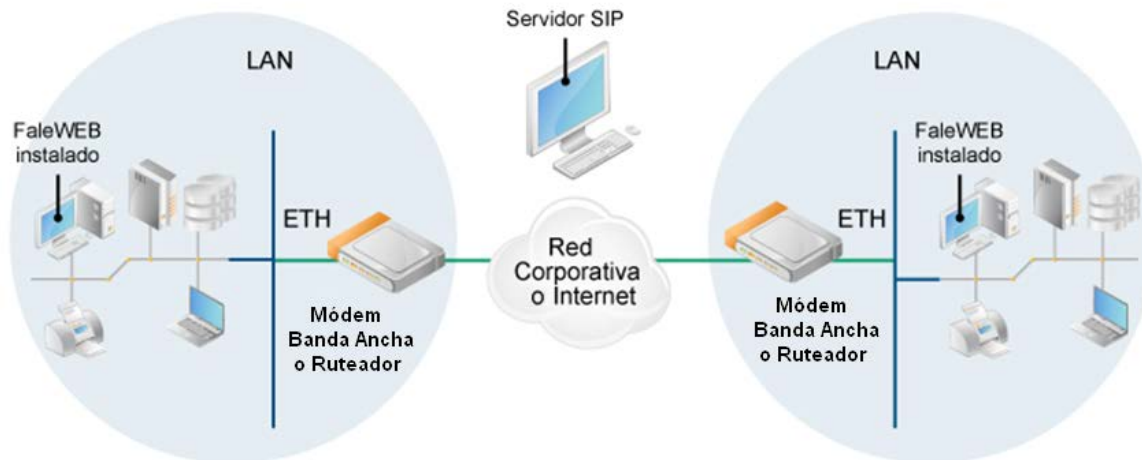 Servidor SIP
LAN
FaleWEB
instalado
ETH
Módem
Banda Ancha
o Ruteador
Red
Corporativa
o Internet
LAN
FaleWEB
instalado
ETH
Módem
Banda Ancha
o Ruteador